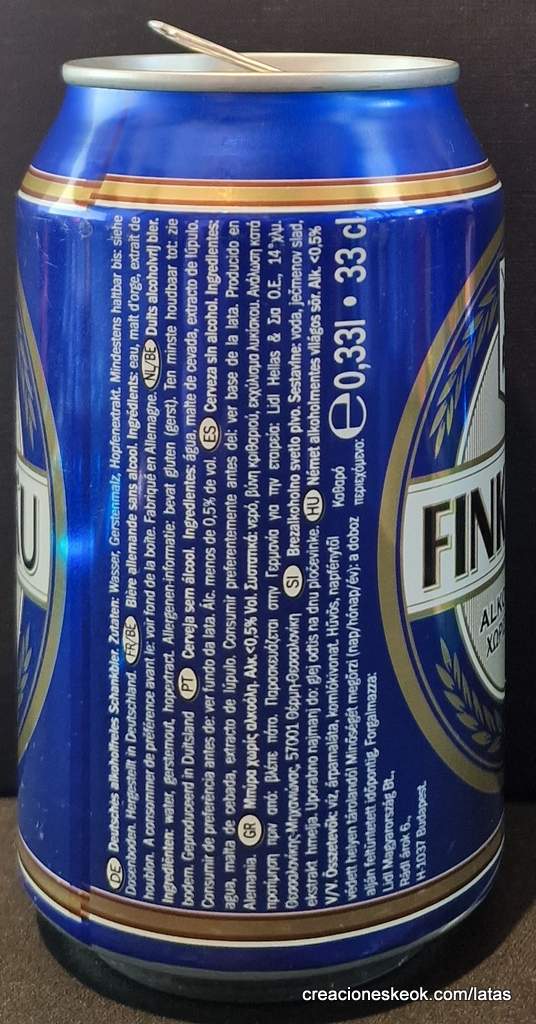 DE Deutsches alkoholfreies Schankbier. Zutaten: Wasser, Gerstenmalz, Hopfenextrakt. Mindestens haltbar bis: siehe
Dosenboden. Hergestellt in Deutschland. FR/BE Bière allemande sans alcool. Ingrédients: eau, malt d'orge, extrait de
houblon. A consommer de préférence avant le: voir fond de la boîte. Fabriqué en Allemagne. NL/BE Duits alcoholvrij bier.
Ingrediënten: water, gerstemout, hopextract. Allergenen-informatie: bevat gluten (gerst). Ten minste houdbaar tot: zie
bodem. Geproduceerd in Duitsland PT Cerveja sem álcool. Ingredientes: água, malte de cevada, extracto de lúpulo.
Consumir de preferência antes de: ver fundo da lata. Álc. menos de 0,5% de vol. ES Cerveza sin alcohol. Ingredientes:
agua, malta de cebada, extracto de lúpulo. Consumir preferentemente antes del: ver base de la lata. Producido en
Alemania. GR Μπύρα χωρίς αλκοόλη. Αλκ <0,5% Vol. Συστατικά: νερό, βύνη κριθαριού, εκχύλισμα λυκίσκου. Ανάλωση κατά
προτίμηση πριν από: βλέπε πάτο. Παρασκευάζεται στην Γερμανία για την εταιρεία: Lidl Hellas & Σια O.E., 14°χλμ.
Θεσσαλονίκης-Μηχανιώνας, 57001 Θέρμη-Θεσσαλονίκη SI Brezalkoholno svetlo pivo. Sestavine: voda, ječmenov slad,
ekstrakt hmelja. Uporabno najmanj do: glej odtis na dnu pločevinke. HU Német alkoholmentes világos sör. Alk. <0,5%
V/V. Összetevők: víz, árpamaláta, komlókivonat. Hűvös, napfénytől
védett helyen tárolandó! Minőségét megőrzi (nap/hónap/év): a doboz
alján feltüntetett időpontig. Forgalmazza:
Lidl Magyarország Bt.,
Rádl árok 6.,
H-1037 Budapest.
Καθαρό
περιεχόμενο:
e 0,33l • 33 cl
U
FINK
ΑLΚ
ΧΩΡ
creacioneskeok.com/latas